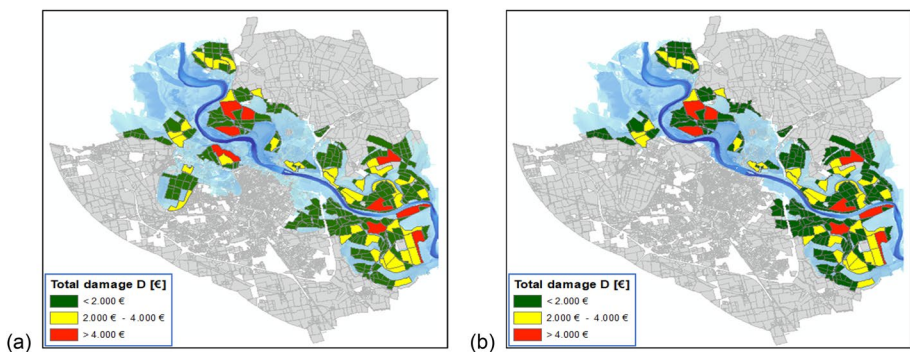 Total damage D [€]
< 2.000 €
2.000 € - 4.000 €
> 4.000 €
(a)
Total damage D [€]
< 2.000 €
2.000 € - 4.000 €
> 4.000 €
(b)